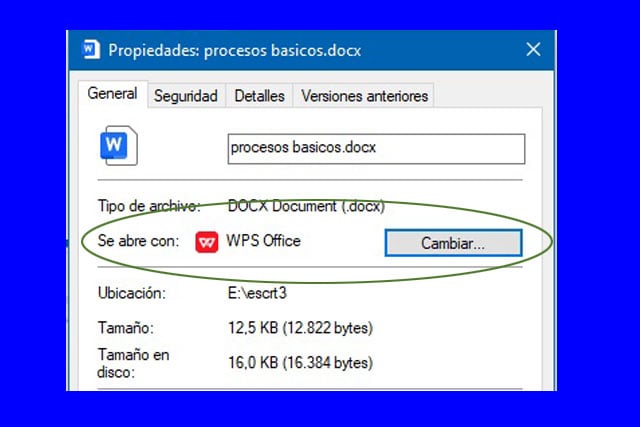 Propiedades: procesos basicos.docx
General Seguridad Detalles Versiones anteriores
W
procesos basicos.docx
Tipo de archivo: DOCX Document (.docx)
Se abre con: WPS Office Cambiar...
Ubicación: E:\escrt3
Tamaño: 12,5 KB (12.822 bytes)
Tamaño en disco: 16,0 KB (16.384 bytes)